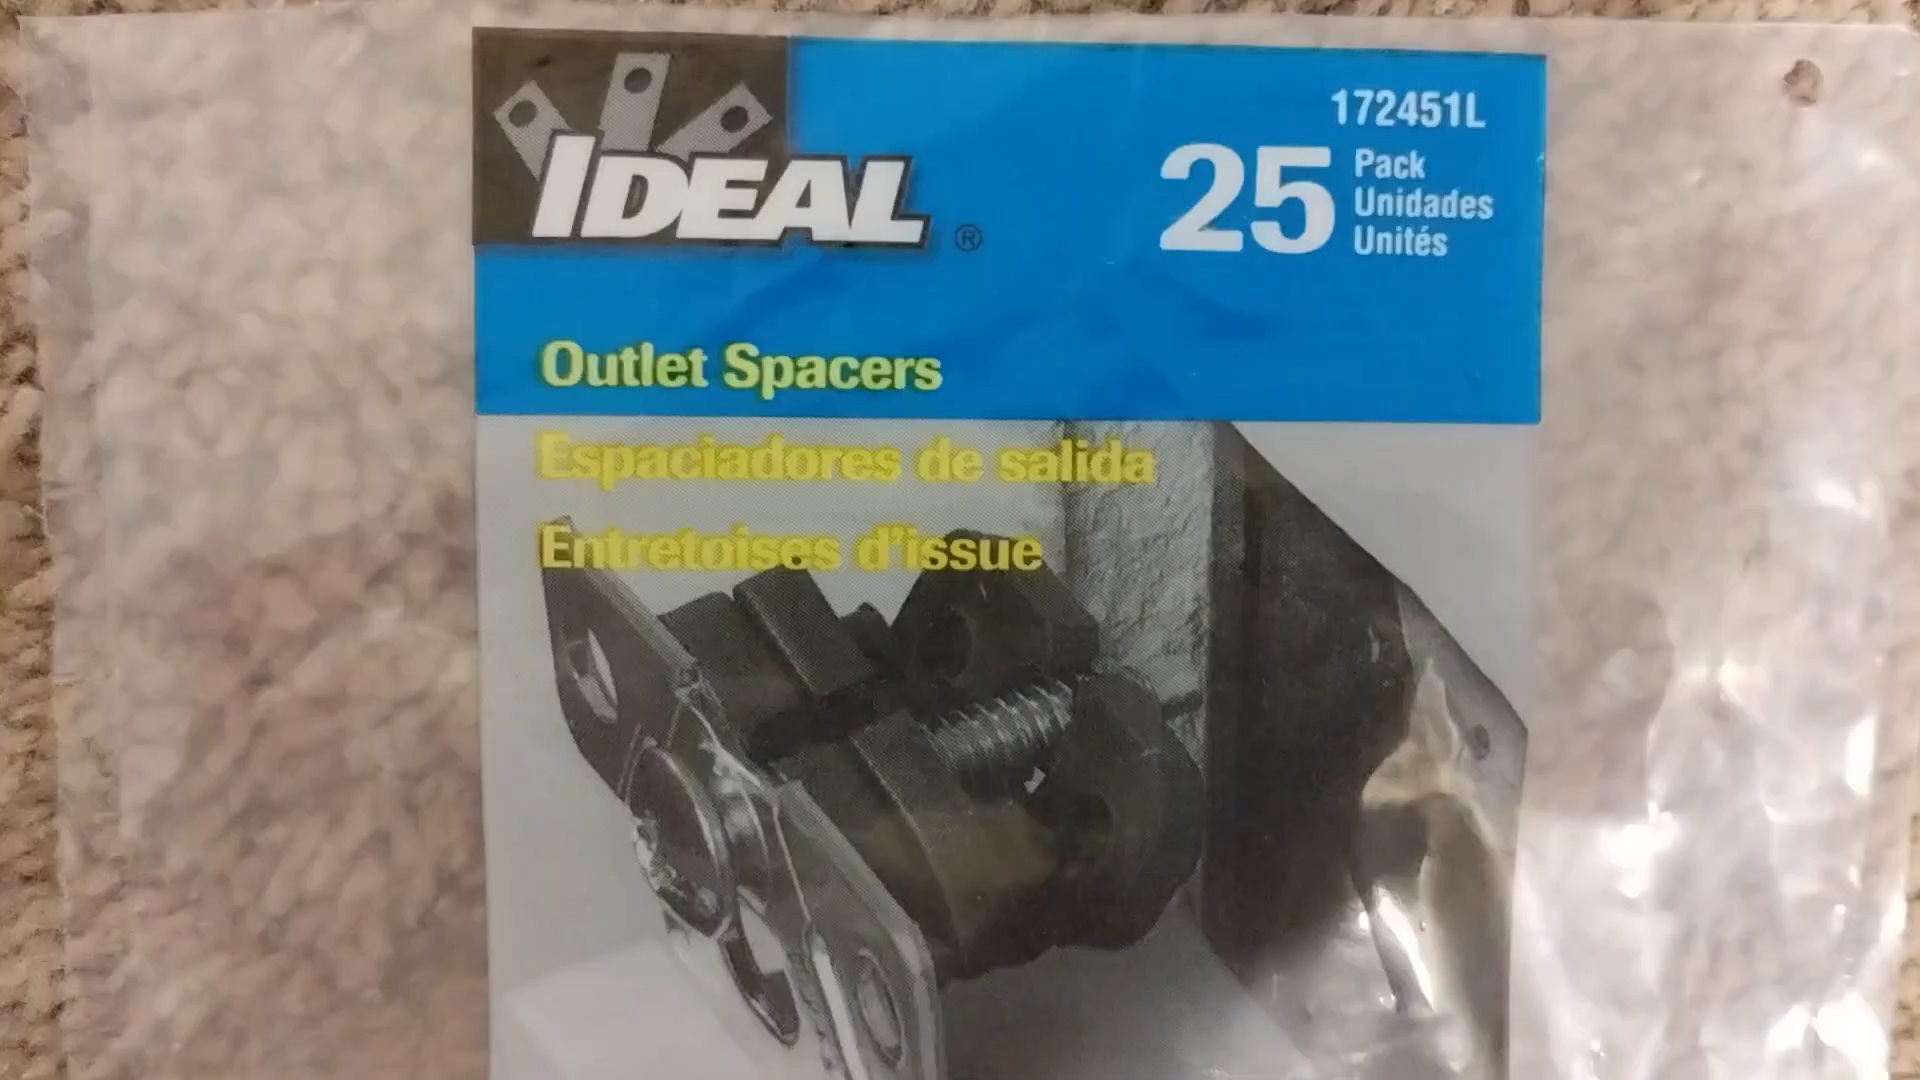 IDEAL ®
172451L
25 Pack
Unidades
Unités
Outlet Spacers
Espaciadores de salida
Entretoises d'issue